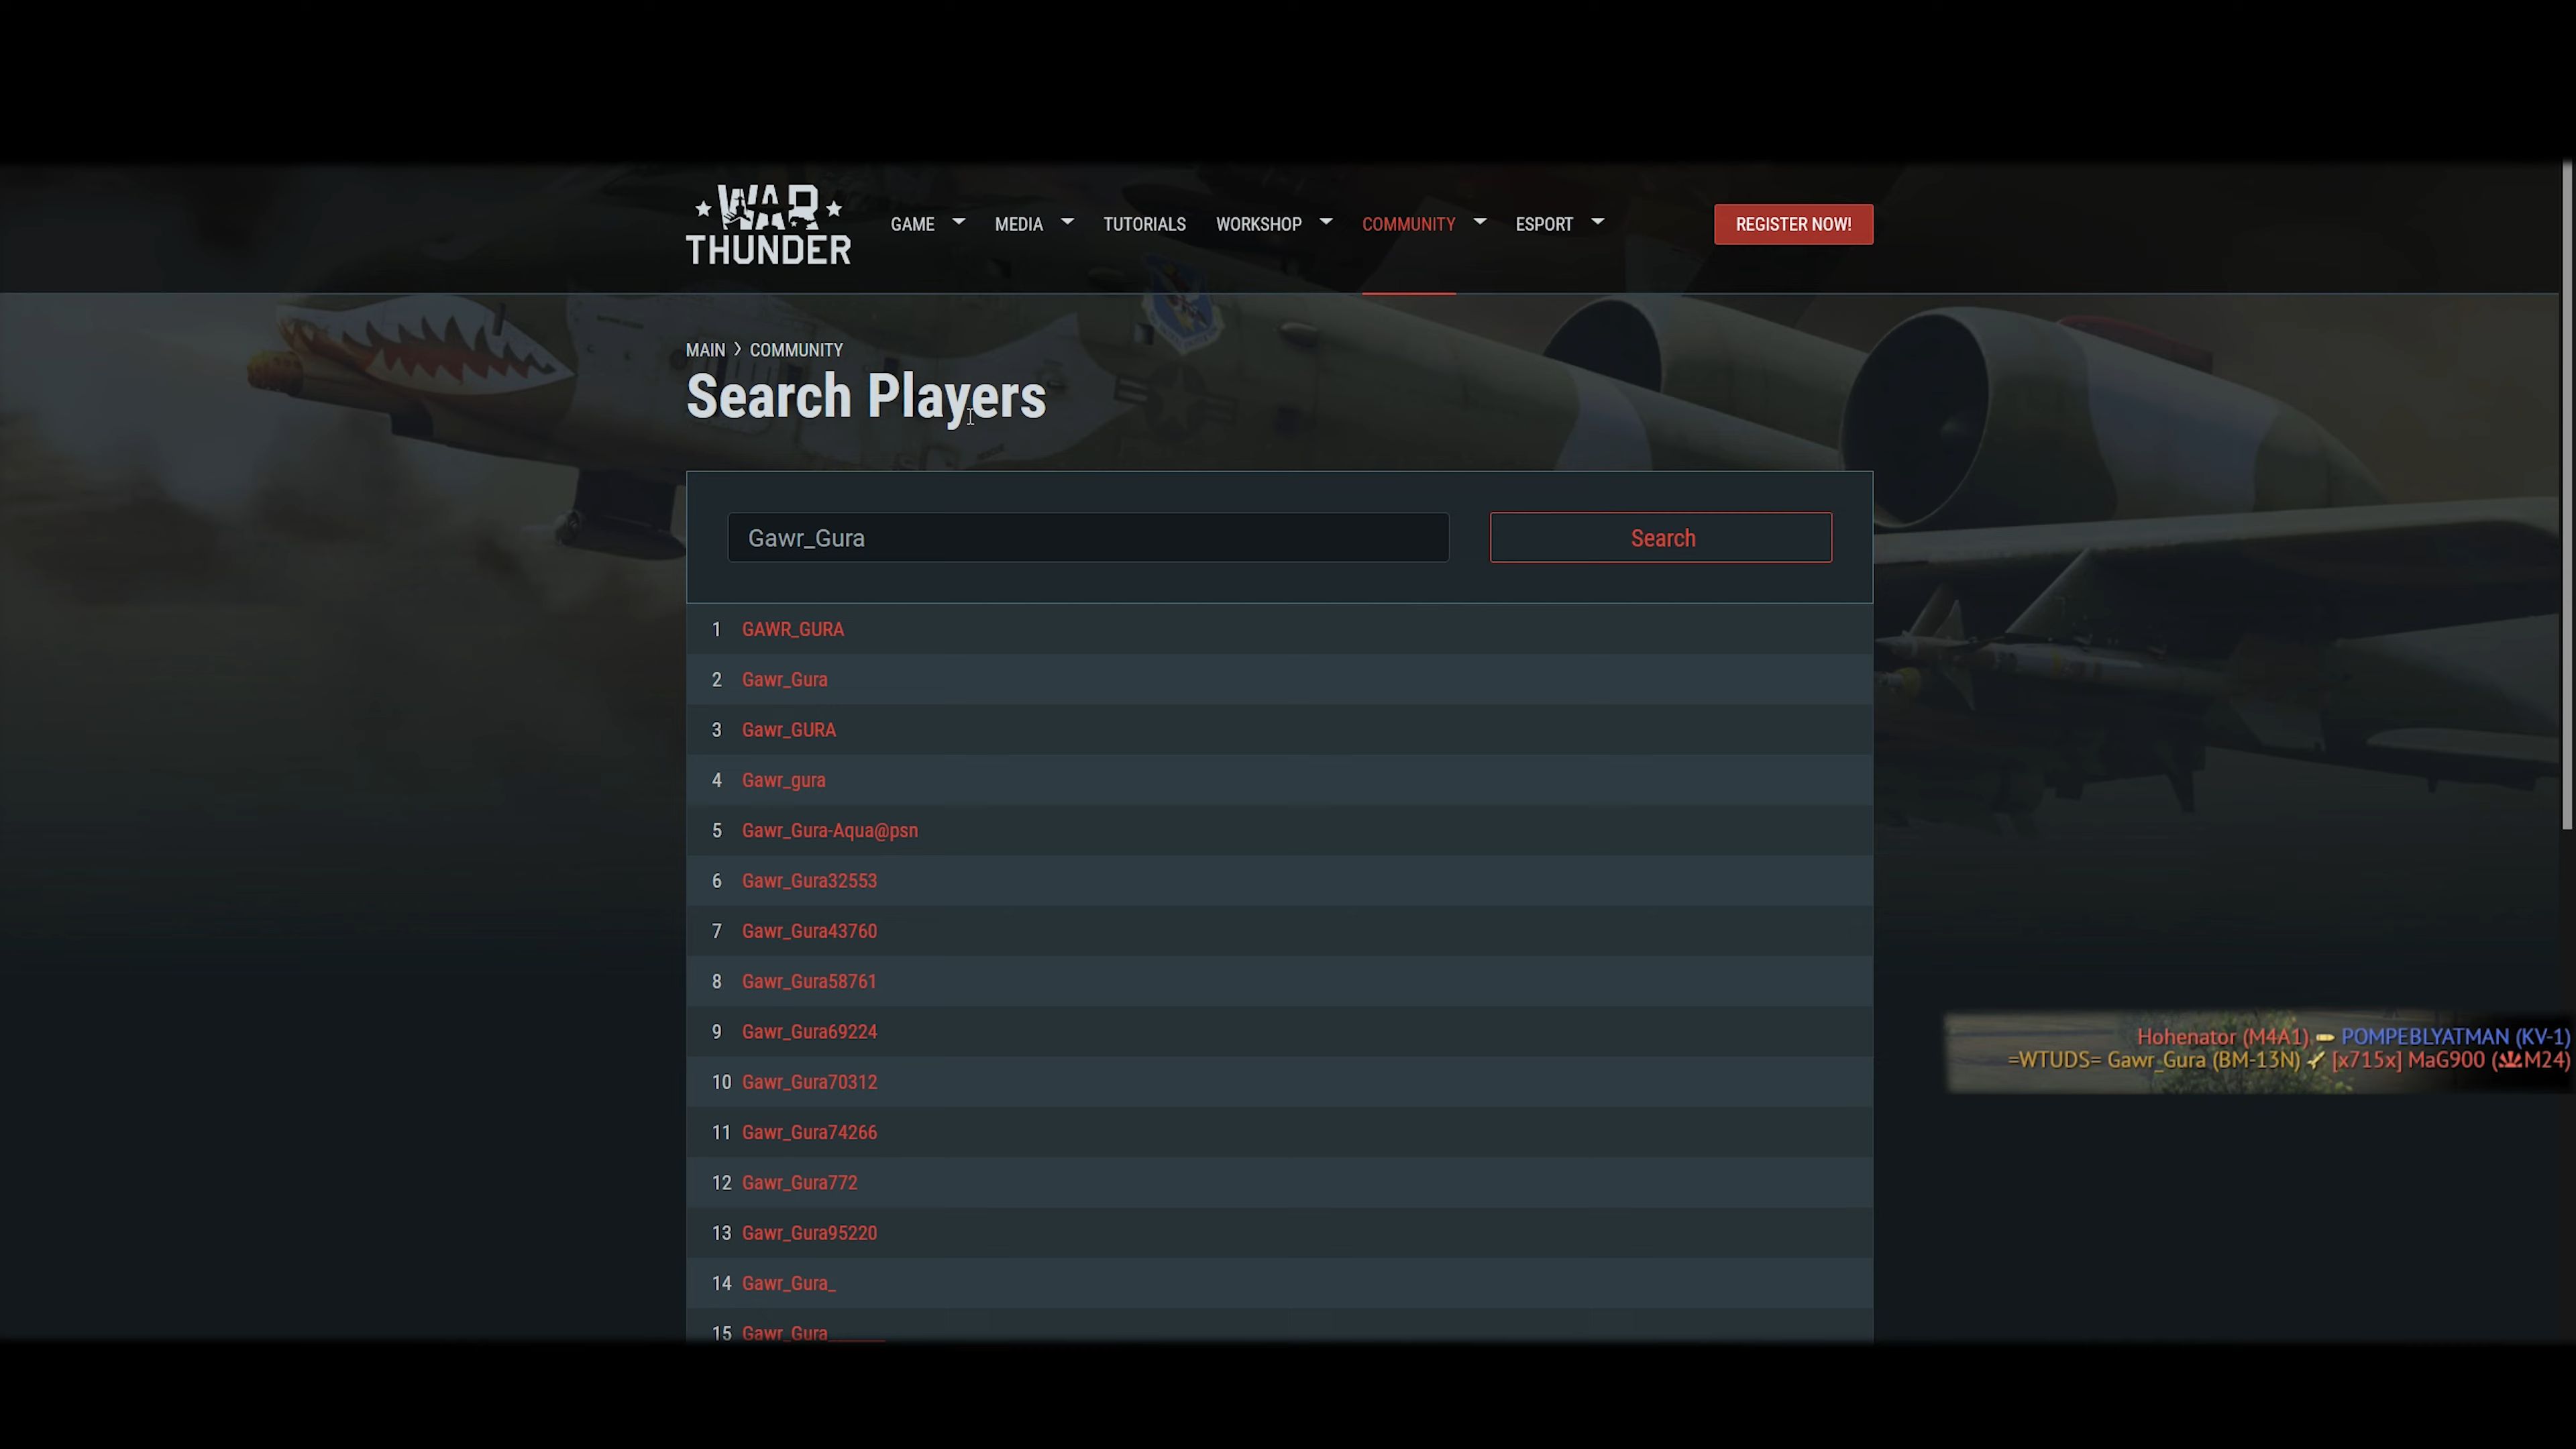 WAR
THUNDER
GAME
MEDIA
TUTORIALS
WORKSHOP
COMMUNITY
ESPORT
REGISTER NOW!
MAIN > COMMUNITY
Search Players
Gawr_Gura
Search
1 GAWR_GURA
2 Gawr_Gura
3 Gawr_GURA
4 Gawr_gura
5 Gawr_Gura-Aqua@psn
6 Gawr_Gura32553
7 Gawr_Gura43760
8 Gawr_Gura58761
9 Gawr_Gura69224
10 Gawr_Gura70312
11 Gawr_Gura74266
12 Gawr_Gura772
13 Gawr_Gura95220
14 Gawr_Gura_
Hohenator (M4A1) POMPEBLYATMAN (KV-1)
=WTUDS= Gawr_Gura (BM-13N) [x715x] MaG900 (M24)